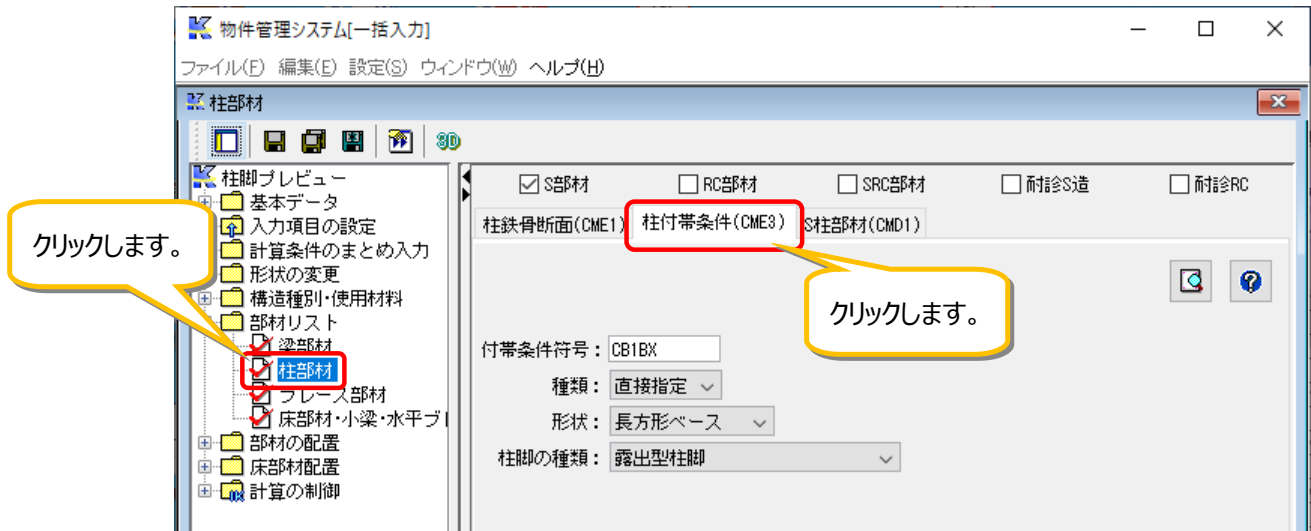 物件管理システム[一括入力]
ファイル(F) 編集(E) 設定(S) ウィンドウ(W) ヘルプ(H)
柱部材
3D
柱脚プレビュー
基本データ
入力項目の設定
計算条件のまとめ入力
形状の変更
構造種別・使用材料
部材リスト
梁部材
柱部材
ブレース部材
床部材・小梁・水平ブ
部材の配置
床部材配置
計算の制御
クリックします。
S部材 RC部材 SRC部材 耐診S造 耐診RC
柱鉄骨断面(CME1) 柱付帯条件(CME3) S柱部材(CMD1)
クリックします。
付帯条件符号: CB1BX
種類: 直接指定
形状: 長方形ベース
柱脚の種類: 露出型柱脚